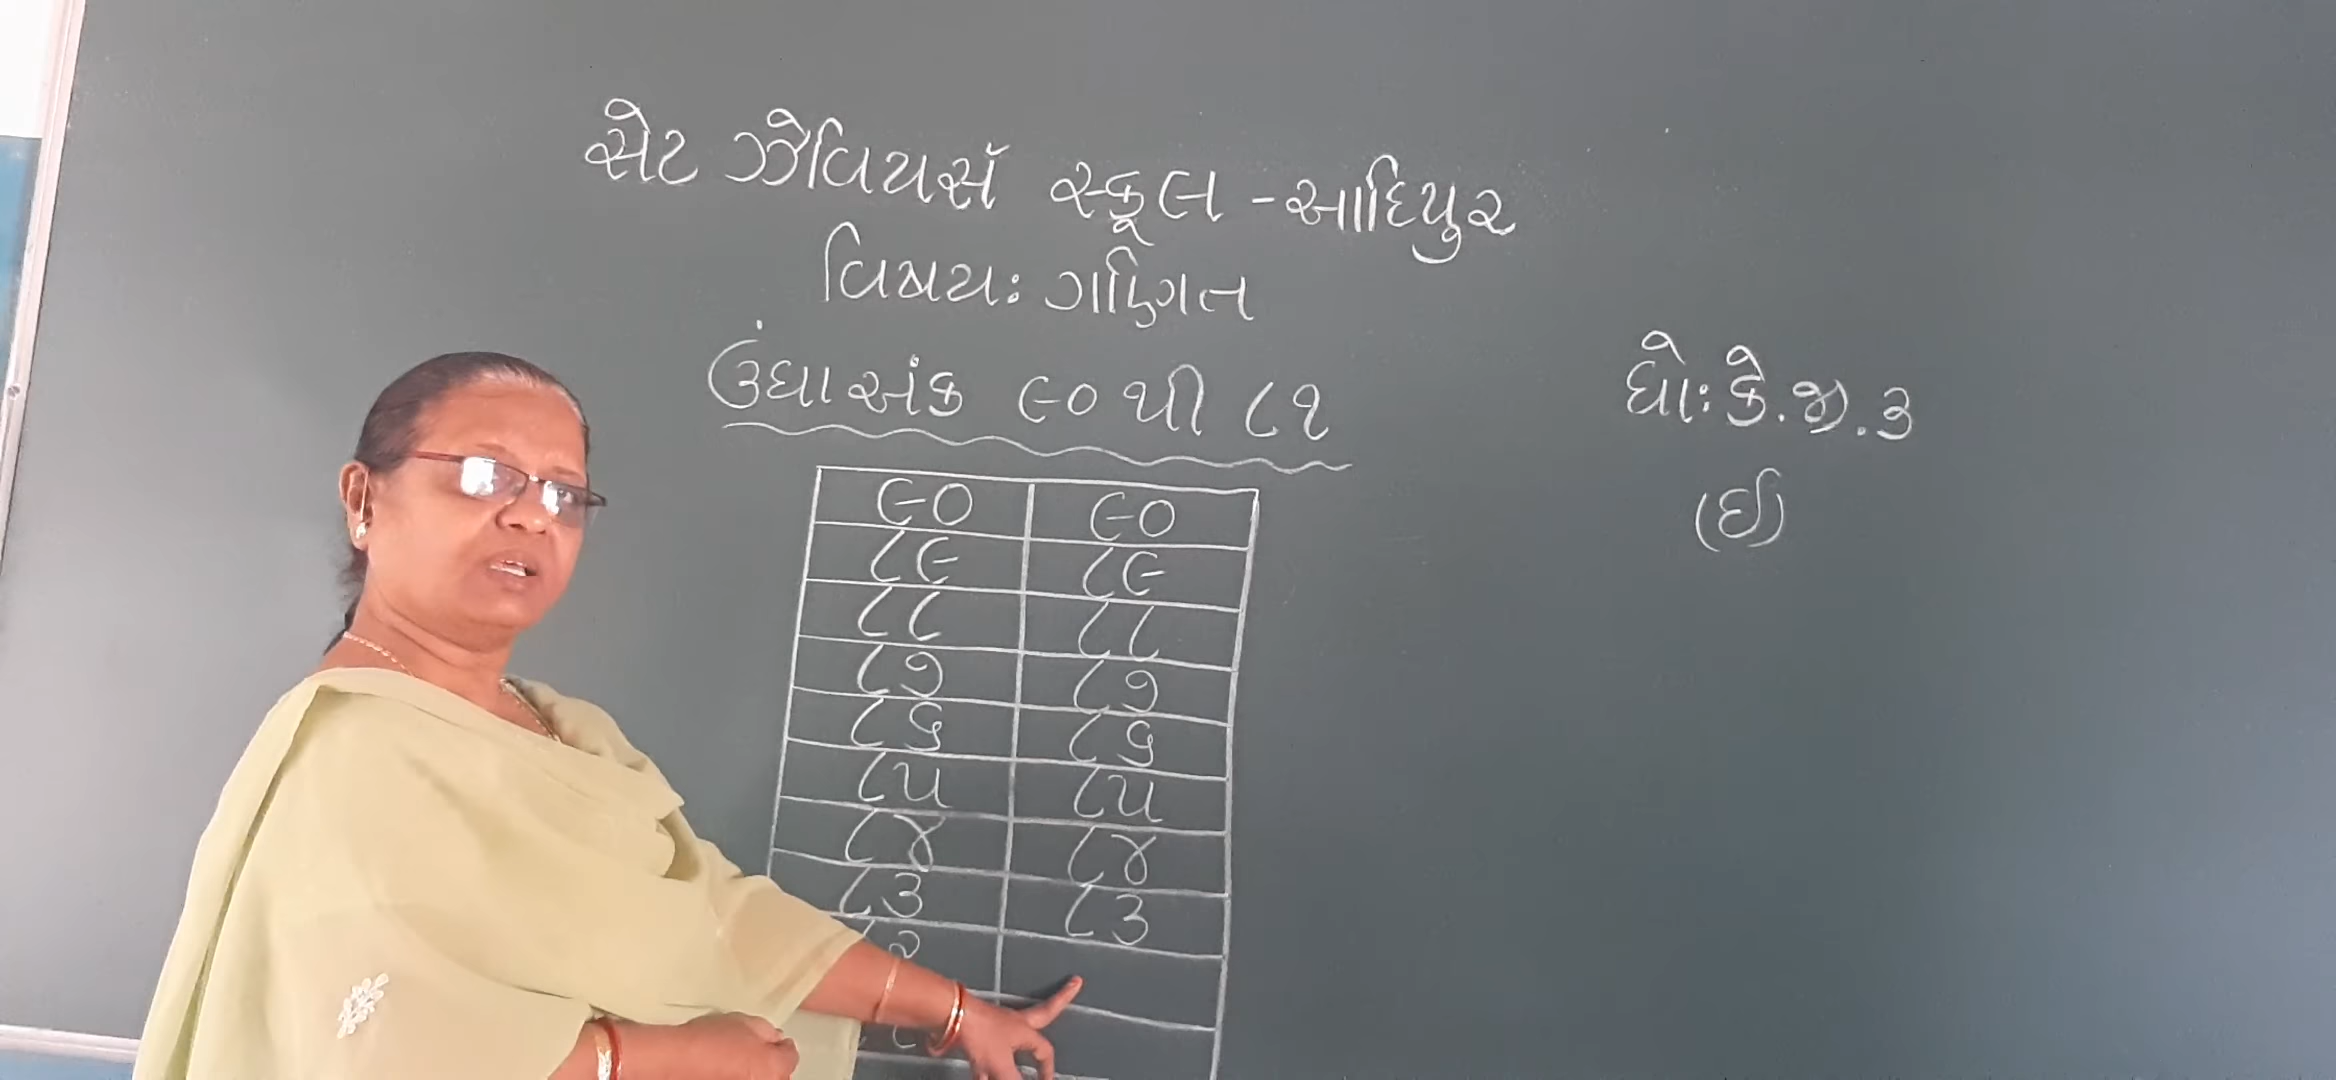 સેટ ઝેવિયર્સ સ્કૂલ - આદિપુર
વિષય: ગણિત
ઉંધા અંક ૯૦ થી ૮૧
ધો: કે.જી.૩
(ઈ)
૯૦ ૯૦
૮૯ ૮૯
૮૮ ૮૮
૮૭ ૮૭
૮૬ ૮૬
૮૫ ૮૫
૮૪ ૮૪
૮૩ ૮૩
૮૨